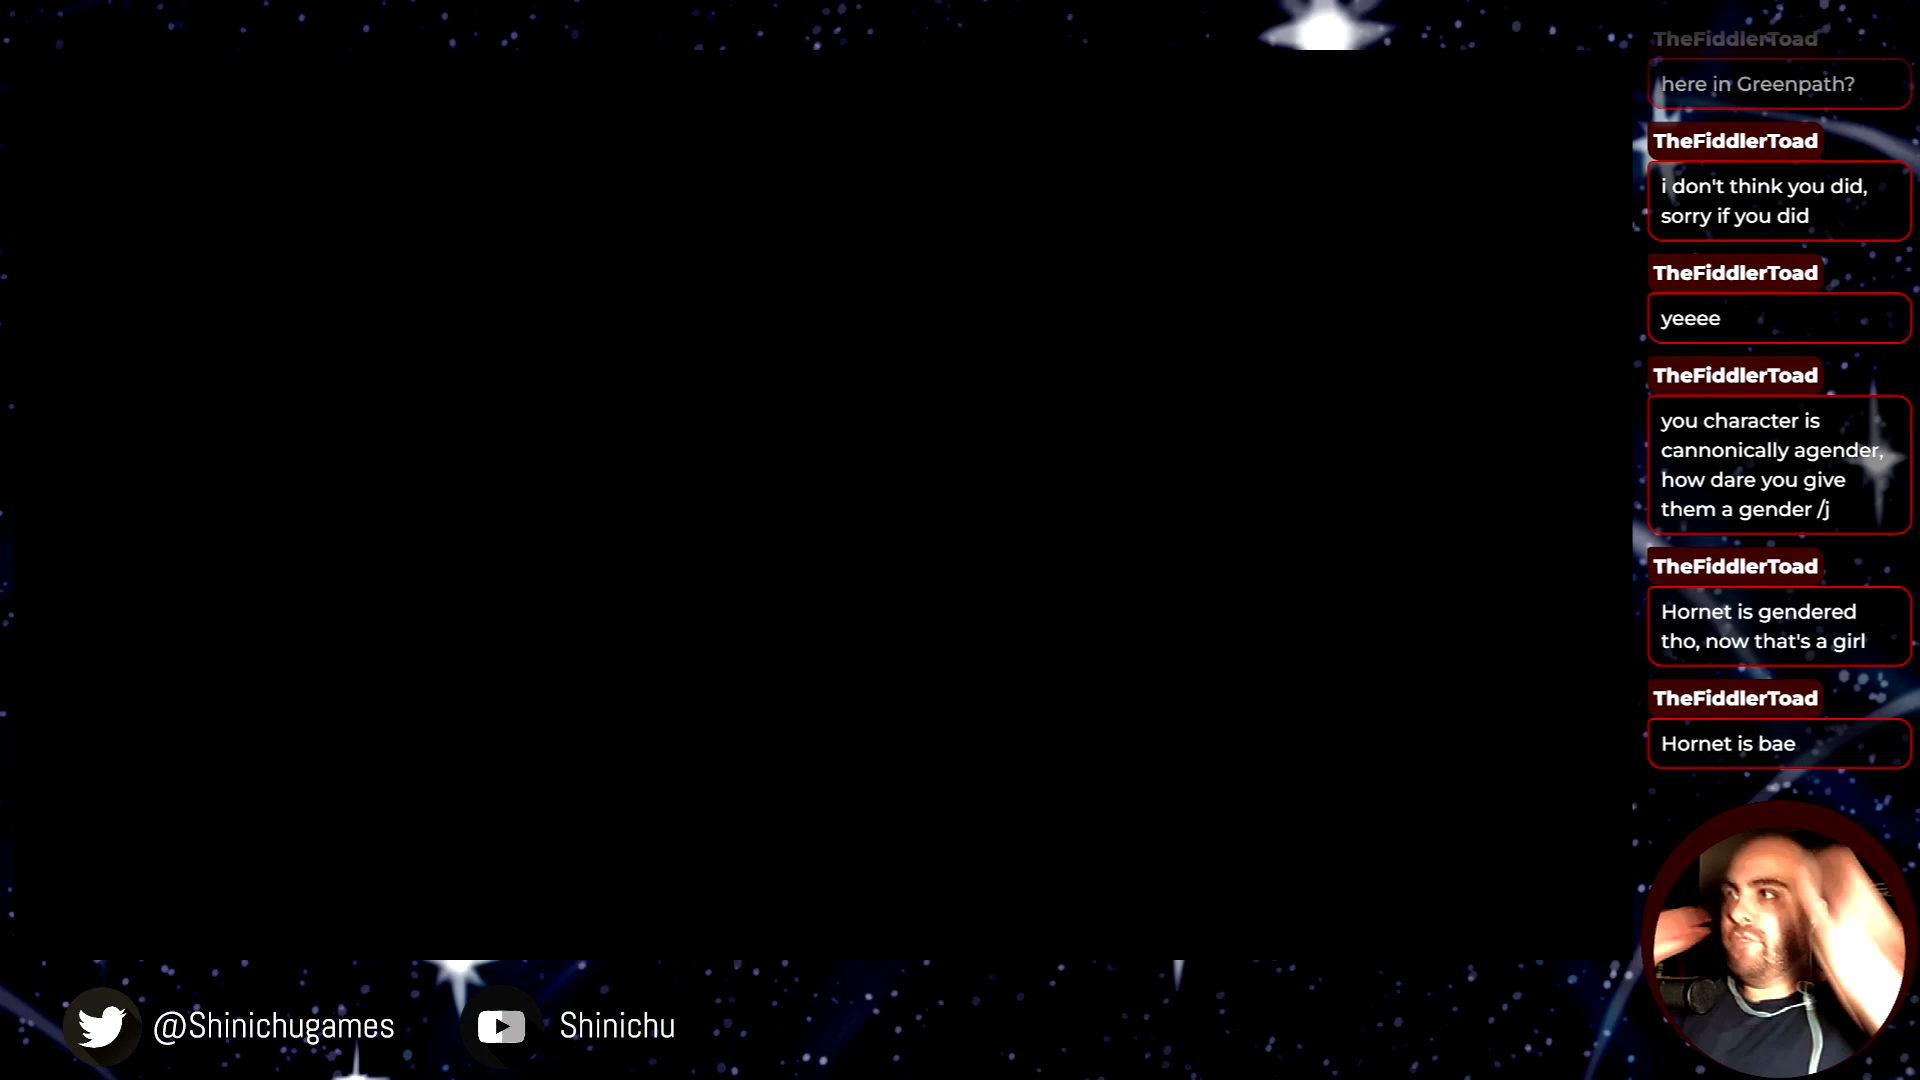 TheFiddlerToad
here in Greenpath?
TheFiddlerToad
i don't think you did,
sorry if you did
TheFiddlerToad
yeeee
TheFiddlerToad
you character is
cannonically agender,
how dare you give
them a gender /j
TheFiddlerToad
Hornet is gendered
tho, now that's a girl
TheFiddlerToad
Hornet is bae
@Shinichugames
Shinichu